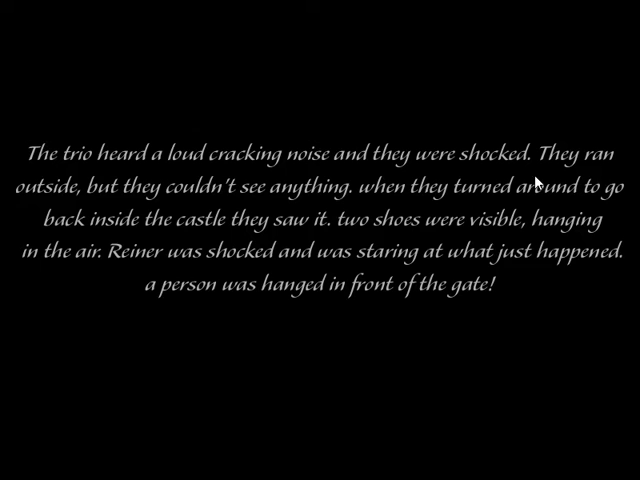 The trio heard a loud cracking noise and they were shocked. They ran
outside, but they couldn't see anything. when they turned around to go
back inside the castle they saw it. two shoes were visible, hanging
in the air. Reiner was shocked and was staring at what just happened.
a person was hanged in front of the gate!